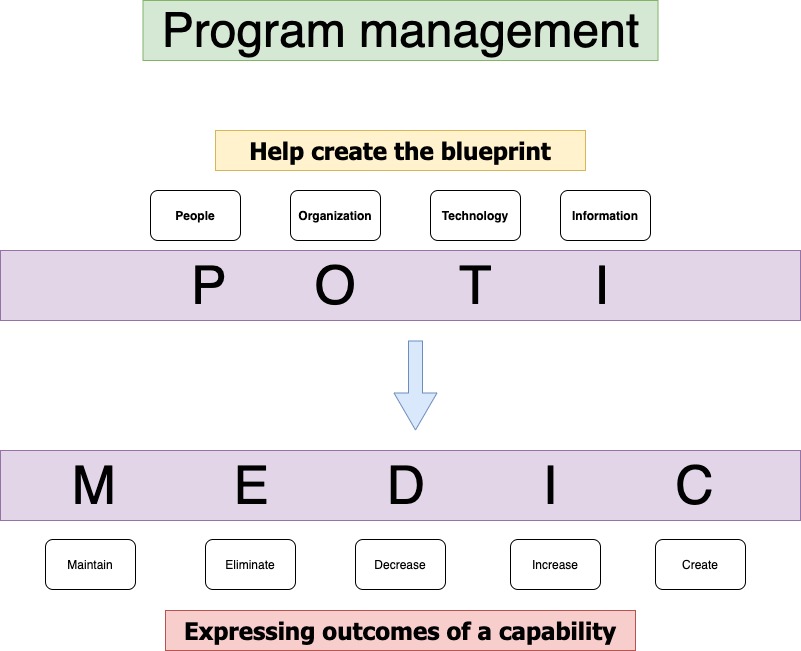 Program management
Help create the blueprint
People Organization Technology Information
P O T I
M E D I C
Maintain Eliminate Decrease Increase Create
Expressing outcomes of a capability